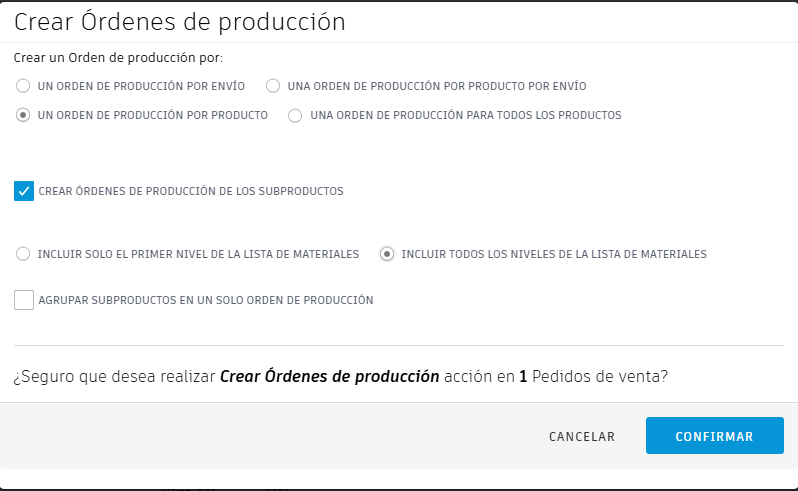 Crear Órdenes de producción
Crear un Orden de producción por:
UN ORDEN DE PRODUCCIÓN POR ENVÍO UNA ORDEN DE PRODUCCIÓN POR PRODUCTO POR ENVÍO
UN ORDEN DE PRODUCCIÓN POR PRODUCTO UNA ORDEN DE PRODUCCIÓN PARA TODOS LOS PRODUCTOS
CREAR ÓRDENES DE PRODUCCIÓN DE LOS SUBPRODUCTOS
INCLUIR SOLO EL PRIMER NIVEL DE LA LISTA DE MATERIALES INCLUIR TODOS LOS NIVELES DE LA LISTA DE MATERIALES
AGRUPAR SUBPRODUCTOS EN UN SOLO ORDEN DE PRODUCCIÓN
¿Seguro que desea realizar Crear Órdenes de producción acción en 1 Pedidos de venta?
CANCELAR CONFIRMAR